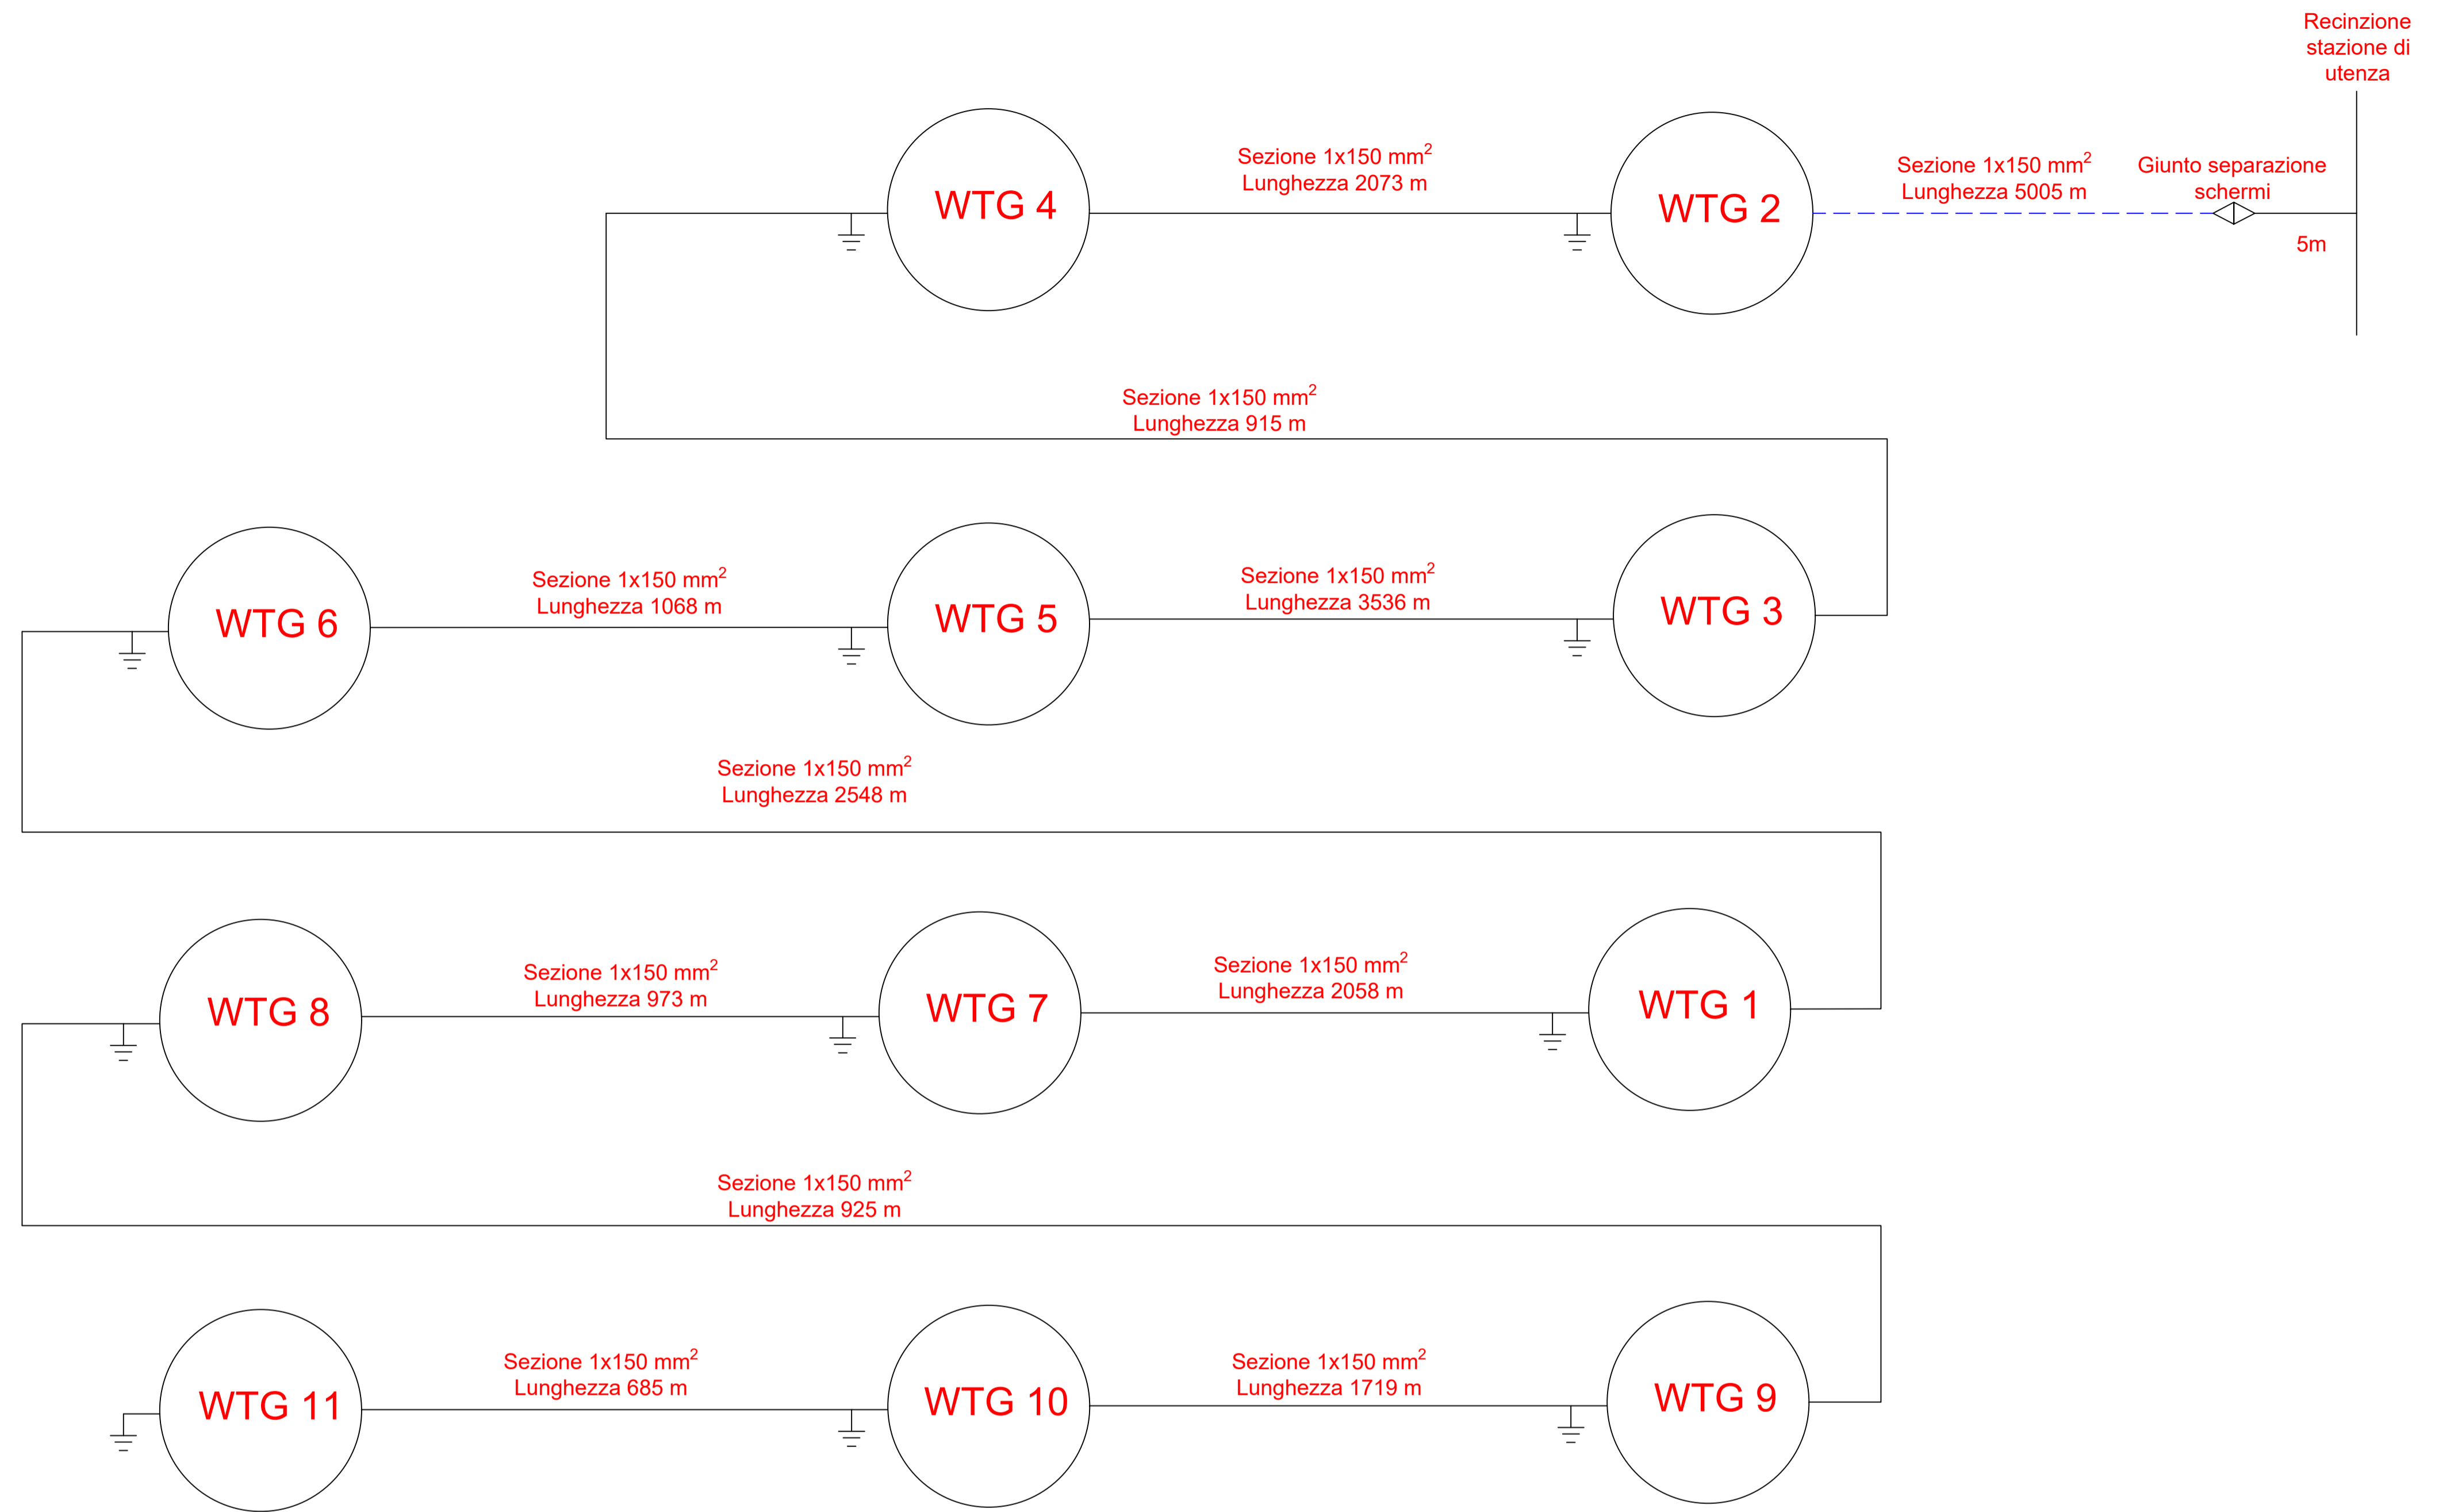 Recinzione
stazione di
utenza
Sezione 1x150 mm²
Lunghezza 2073 m
Sezione 1x150 mm²
Lunghezza 5005 m
Giunto separazione
schermi
WTG 4
WTG 2
5m
Sezione 1x150 mm²
Lunghezza 915 m
Sezione 1x150 mm²
Lunghezza 1068 m
Sezione 1x150 mm²
Lunghezza 3536 m
WTG 6
WTG 5
WTG 3
Sezione 1x150 mm²
Lunghezza 2548 m
Sezione 1x150 mm²
Lunghezza 973 m
Sezione 1x150 mm²
Lunghezza 2058 m
WTG 8
WTG 7
WTG 1
Sezione 1x150 mm²
Lunghezza 925 m
Sezione 1x150 mm²
Lunghezza 685 m
Sezione 1x150 mm²
Lunghezza 1719 m
WTG 11
WTG 10
WTG 9